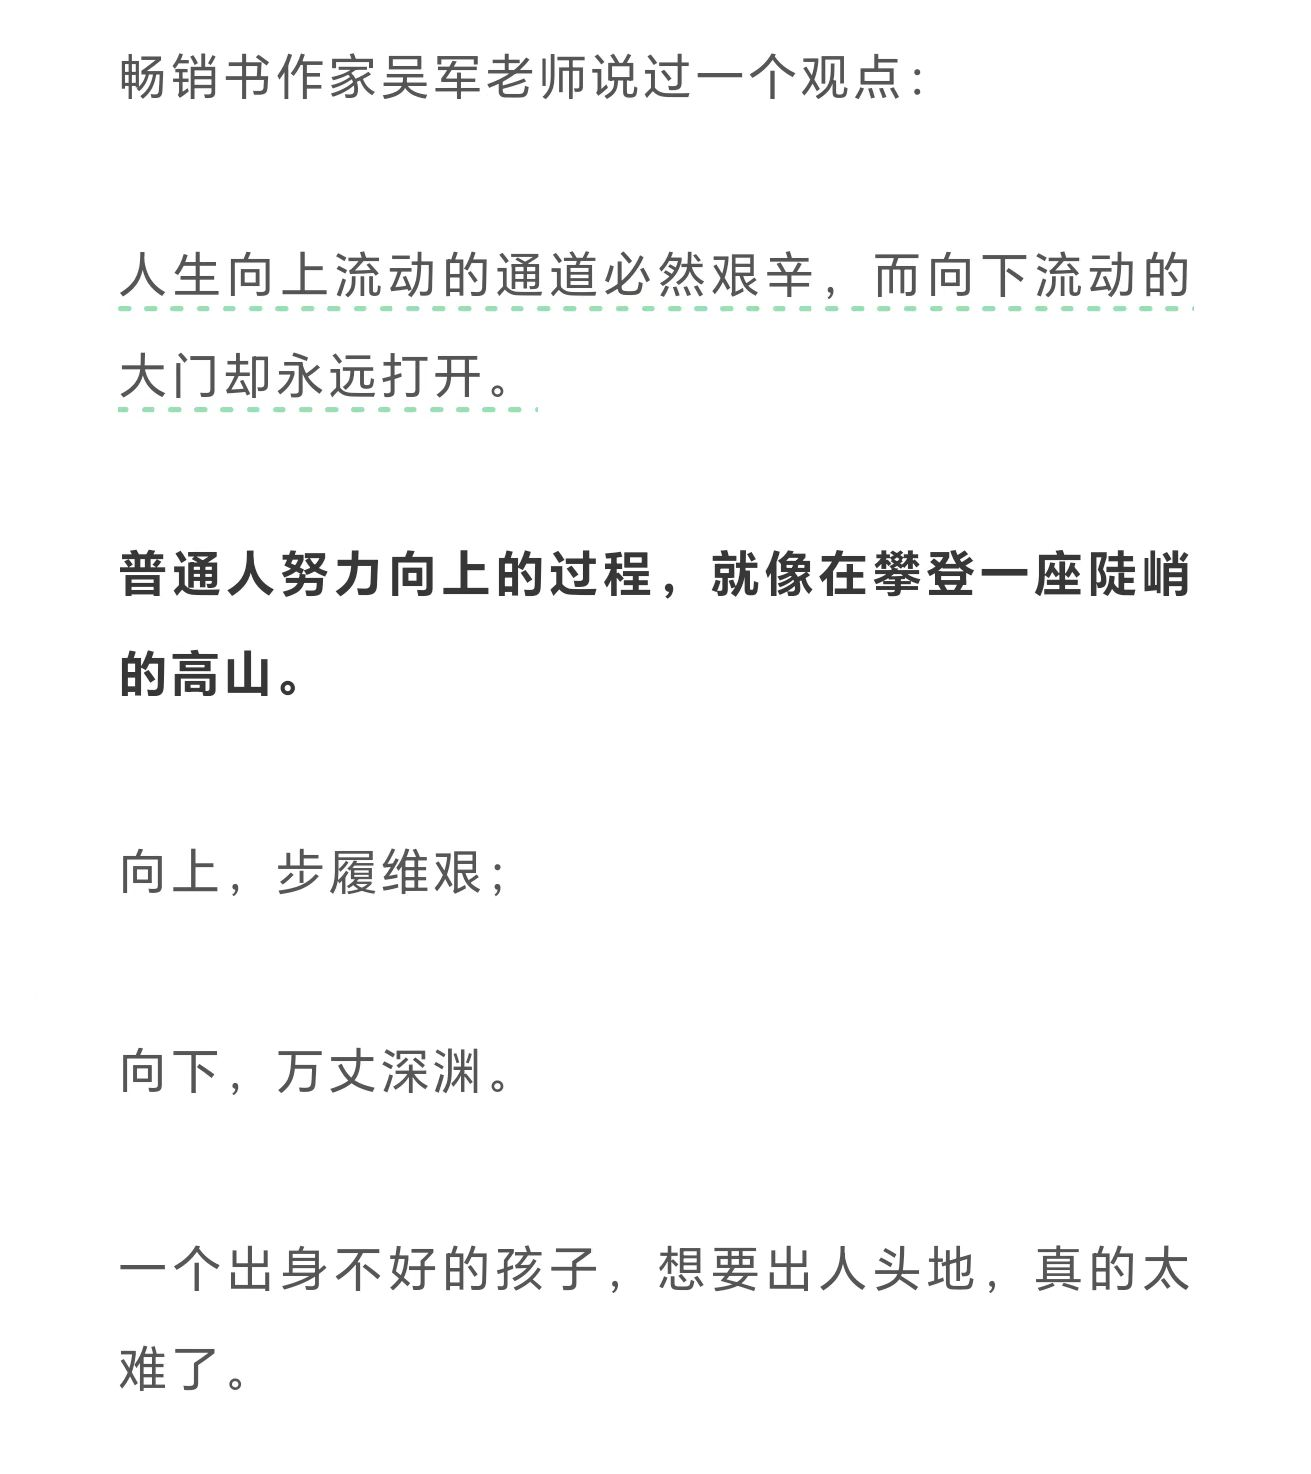 畅销书作家吴军老师说过一个观点：
人生向上流动的通道必然艰辛，而向下流动的
大门却永远打开。
普通人努力向上的过程，就像在攀登一座陡峭
的高山。
向上，步履维艰；
向下，万丈深渊。
一个出身不好的孩子，想要出人头地，真的太
难了。